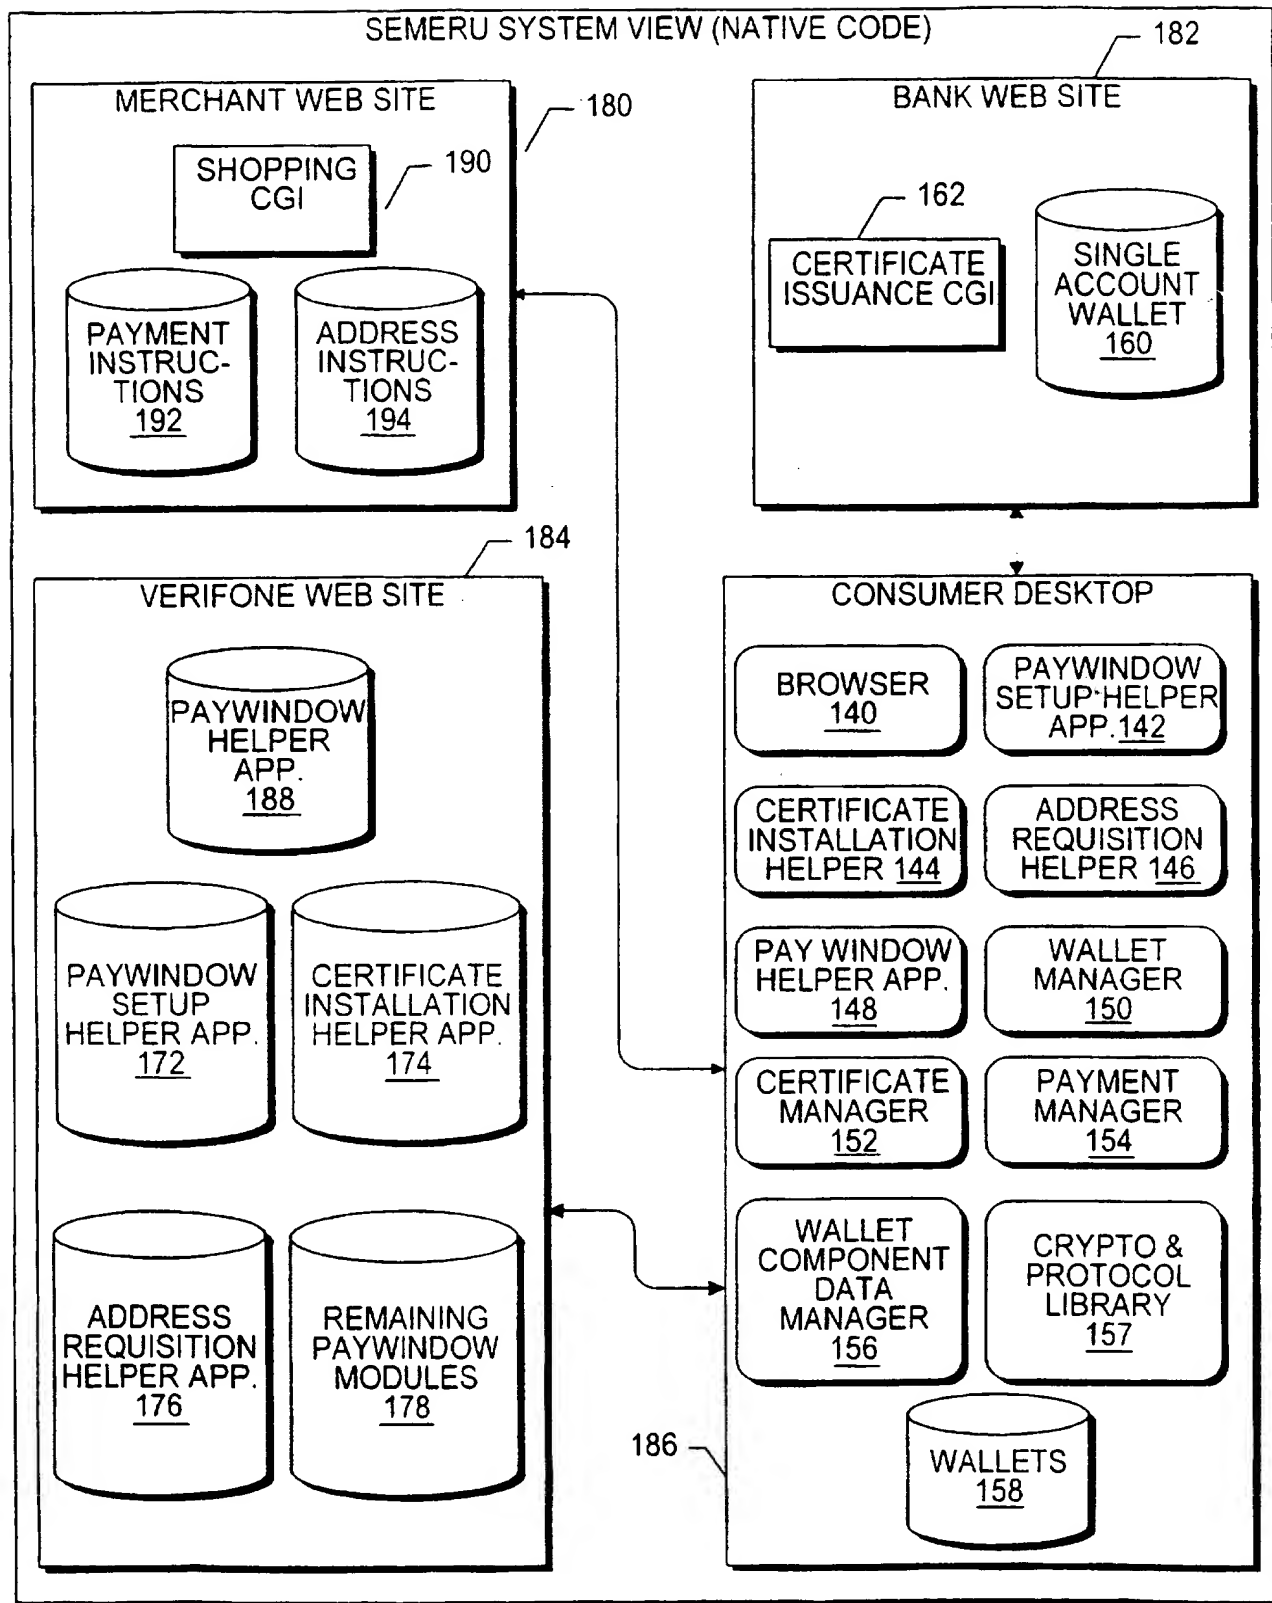 SEMERU SYSTEM VIEW (NATIVE CODE)
182
MERCHANT WEB SITE
180
SHOPPING
CGI
190
PAYMENT
INSTRUC-
TIONS
192
ADDRESS
INSTRUC-
TIONS
194
BANK WEB SITE
162
CERTIFICATE
ISSUANCE CGI
SINGLE
ACCOUNT
WALLET
160
184
VERIFONE WEB SITE
PAYWINDOW
HELPER
APP.
188
PAYWINDOW
SETUP
HELPER APP.
172
CERTIFICATE
INSTALLATION
HELPER APP.
174
ADDRESS
REQUISITION
HELPER APP.
176
REMAINING
PAYWINDOW
MODULES
178
CONSUMER DESKTOP
BROWSER
140
PAYWINDOW
SETUP-HELPER
APP.142
CERTIFICATE
INSTALLATION
HELPER 144
ADDRESS
REQUISITION
HELPER 146
PAY WINDOW
HELPER APP.
148
WALLET
MANAGER
150
CERTIFICATE
MANAGER
152
PAYMENT
MANAGER
154
WALLET
COMPONENT
DATA
MANAGER
156
CRYPTO &
PROTOCOL
LIBRARY
157
186
WALLETS
158